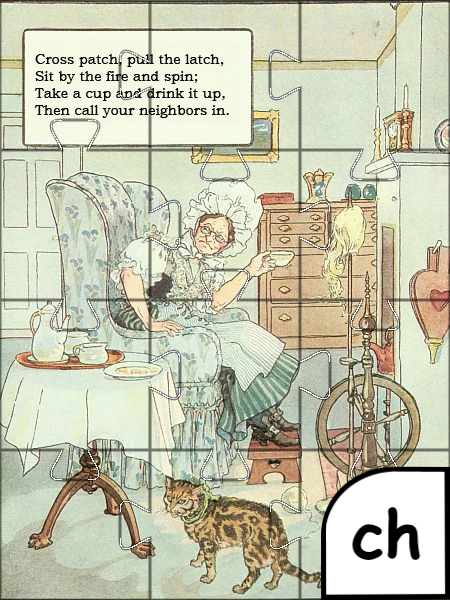 Cross patch, pull the latch,
Sit by the fire and spin;
Take a cup and drink it up,
Then call your neighbors in.
ch